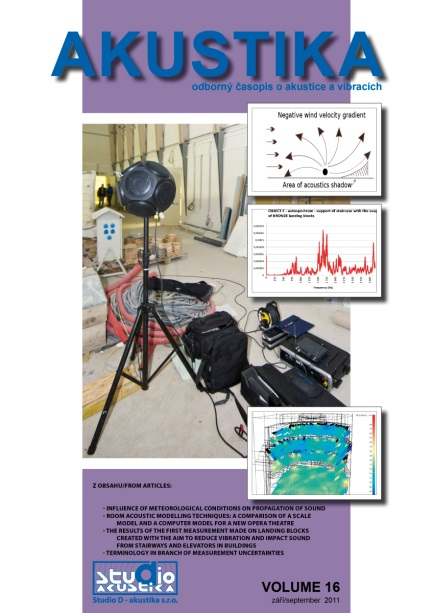 AKUSTIKA
odborný časopis o akustice a vibracích
Negative wind velocity gradient
Area of acoustics shadow
OBJECT F - autospectrum - support of staircase with the usage
of BRONZE landing blocks
Frequency [Hz]
Z OBSAHU/FROM ARTICLES:
- INFLUENCE OF METEOROLOGICAL CONDITIONS ON PROPAGATION OF SOUND
- ROOM ACOUSTIC MODELLING TECHNIQUES: A COMPARISON OF A SCALE
MODEL AND A COMPUTER MODEL FOR A NEW OPERA THEATRE
- THE RESULTS OF THE FIRST MEASUREMENT MADE ON LANDING BLOCKS
CREATED WITH THE AIM TO REDUCE VIBRATION AND IMPACT SOUND
FROM STAIRWAYS AND ELEVATORS IN BUILDINGS
- TERMINOLOGY IN BRANCH OF MEASUREMENT UNCERTAINTIES
studio
AKUSTIKA
Studio D - akustika s.r.o.
VOLUME 16
září/september 2011